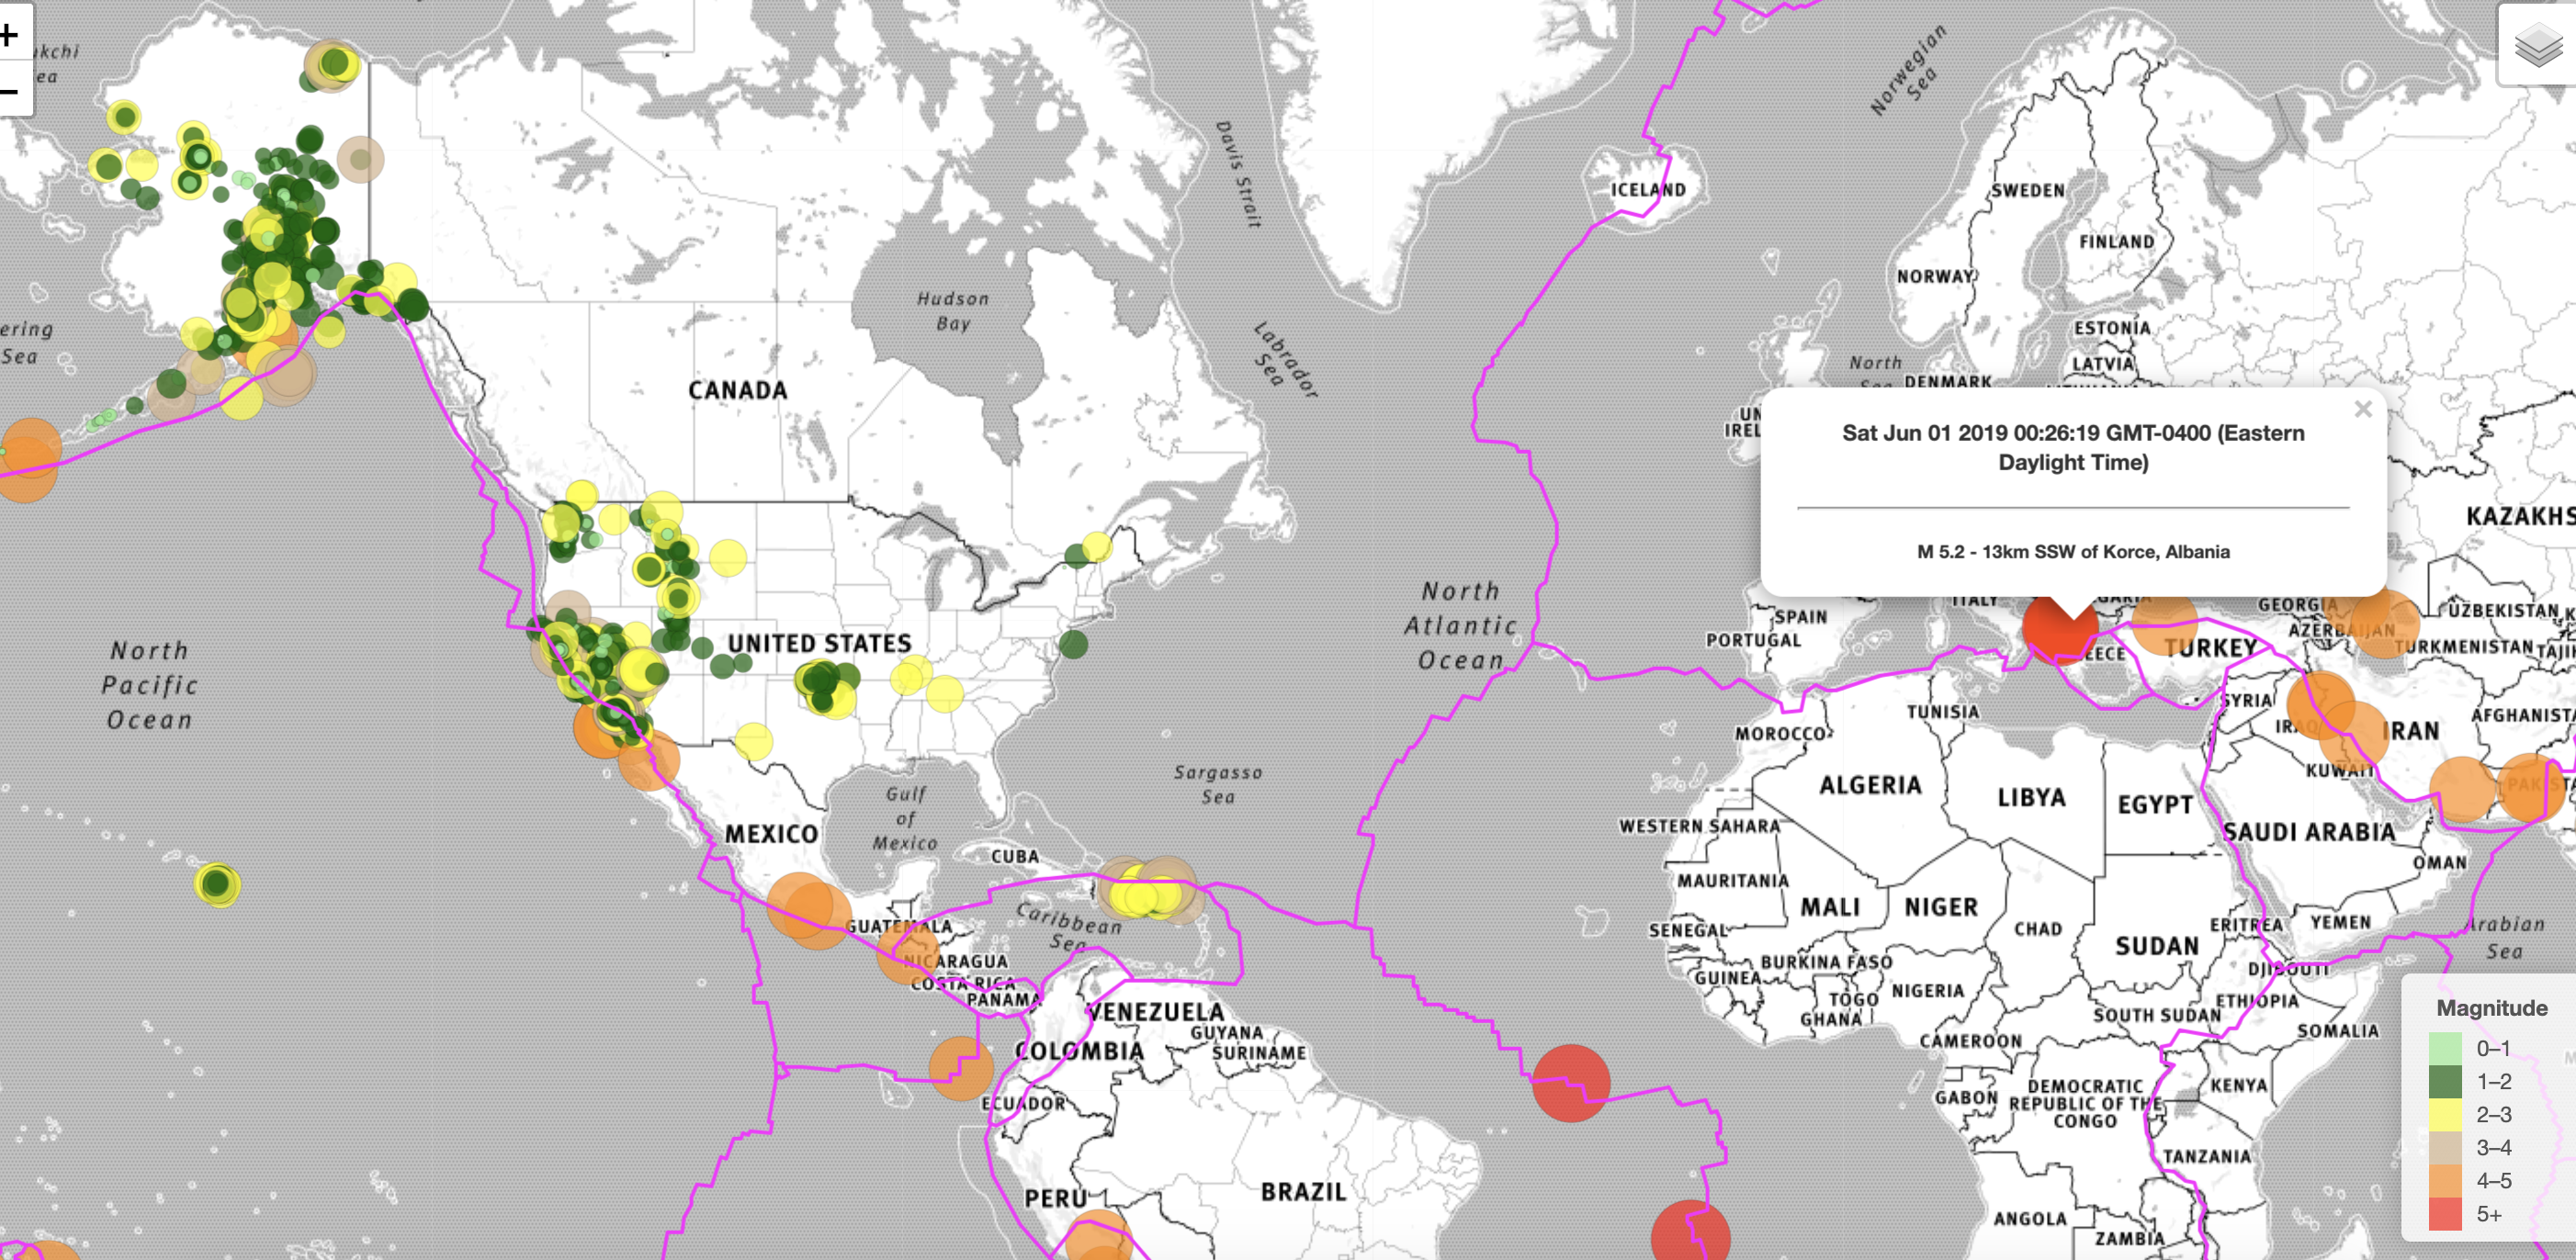 +
−
ukchi
ea
Norwegian
Sea
Davis Strait
ICELAND
SWEDEN
FINLAND
NORWAY
Hudson
Bay
ering
Sea
Labrador
Sea
ESTONIA
North
LATVIA
DENMARK
CANADA
UN
IREL
×
Sat Jun 01 2019 00:26:19 GMT-0400 (Eastern
Daylight Time)
M 5.2 - 13km SSW of Korce, Albania
KAZAKHS
North
Atlantic
Ocean
ITALY
GARIA
GEORGIA
UZBEKISTAN
K
SPAIN
PORTUGAL
AZERBAIJAN
TURKMENISTAN
TAJI
UNITED STATES
EECE
TURKEY
North
Pacific
Ocean
SYRIA
TUNISIA
AFGHANISTA
MOROCCO
IRAQ
IRAN
KUWAIT
Sargasso
Sea
ALGERIA
LIBYA
EGYPT
PAKISTA
Gulf
of
Mexico
MEXICO
WESTERN SAHARA
SAUDI ARABIA
CUBA
OMAN
MAURITANIA
MALI
NIGER
Caribbean
Sea
GUATEMALA
SENEGAL
CHAD
SUDAN
ERITREA
YEMEN
Arabian
Sea
NICARAGUA
BURKINA FASO
DJIBOUTI
COSTA RICA
GUINEA
NIGERIA
PANAMA
TOGO
ETHIOPIA
VENEZUELA
GHANA
SOUTH SUDAN
GUYANA
SOMALIA
COLOMBIA
SURINAME
CAMEROON
ECUADOR
GABON
DEMOCRATIC
REPUBLIC OF THE
CONGO
KENYA
TANZANIA
PERU
BRAZIL
ANGOLA
ZAMBIA
Magnitude
0–1
1–2
2–3
3–4
4–5
5+